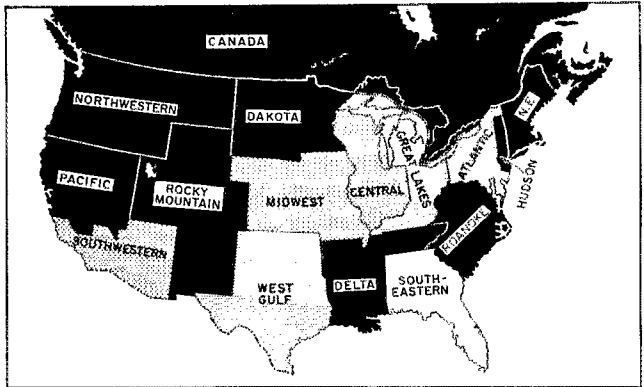 CANADA
NORTHWESTERN
DAKOTA
N.E.
GREAT LAKES
ATLANTIC
HUDSON
PACIFIC
ROCKY
MOUNTAIN
MIDWEST
CENTRAL
SOUTHWESTERN
ROANOKE
WEST
GULF
DELTA
SOUTH-
EASTERN